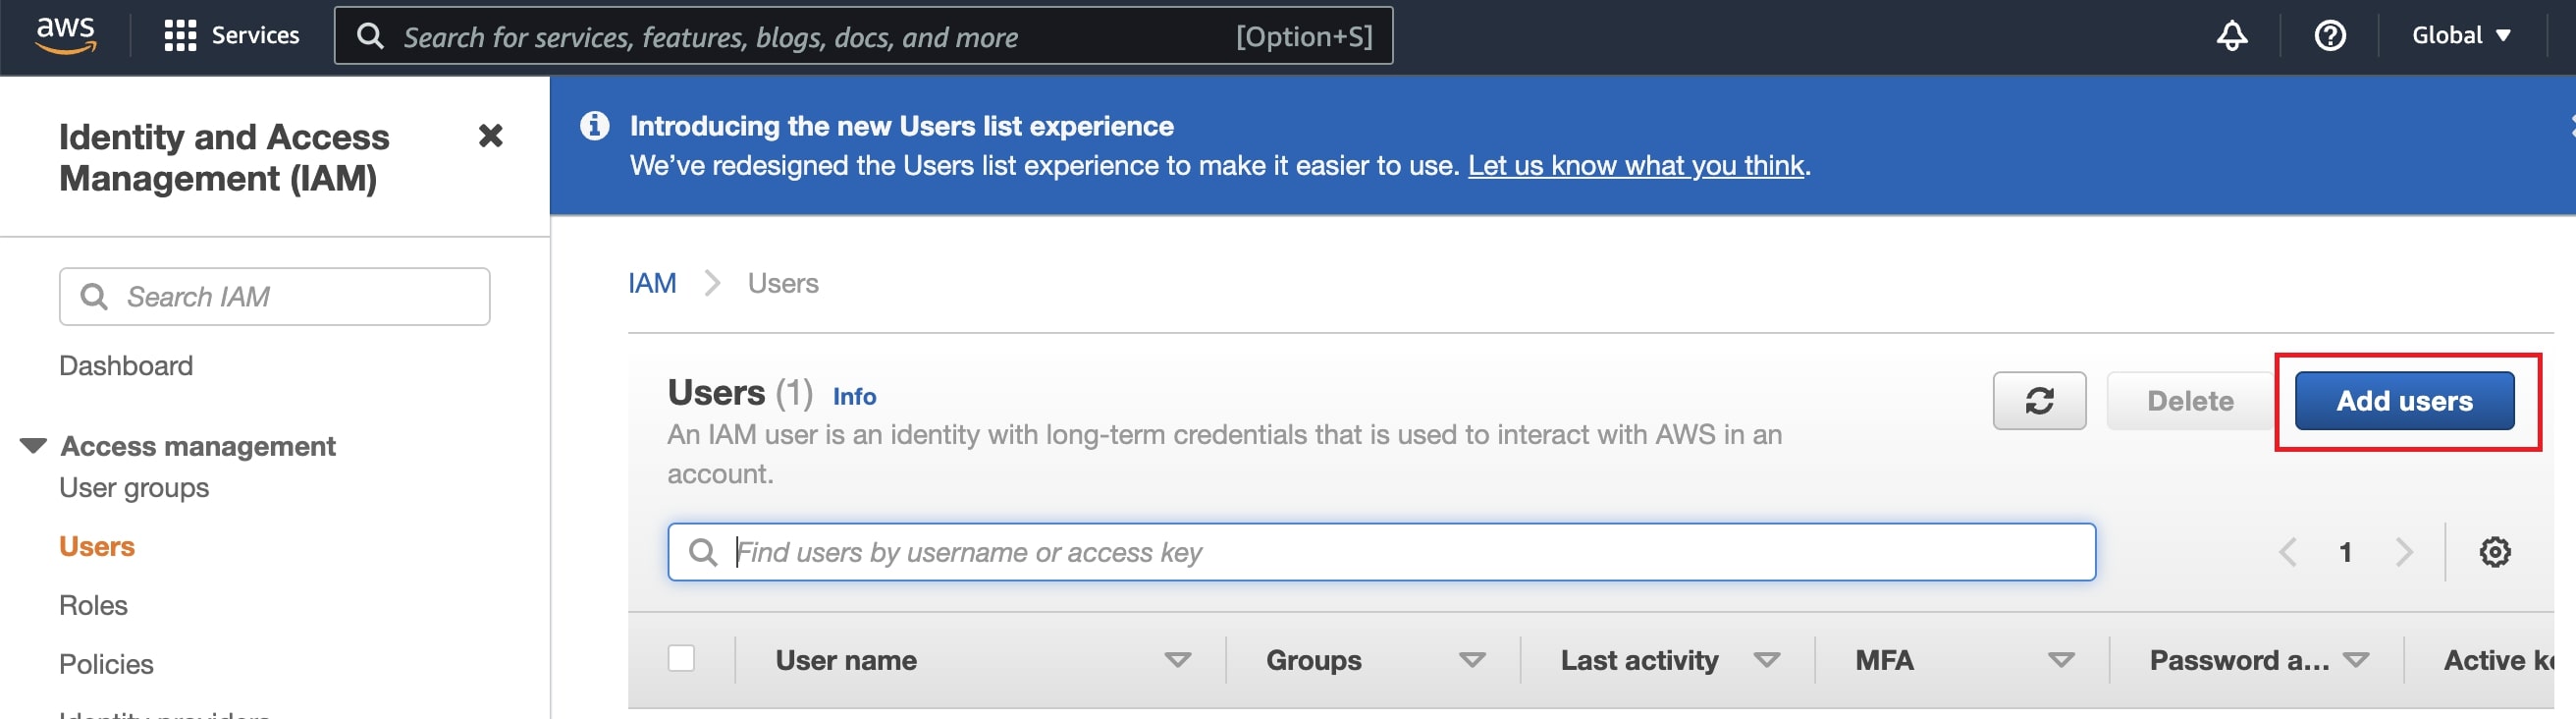 aws
Services
Search for services, features, blogs, docs, and more
[Option+S]
Global
Identity and Access
Management (IAM)
Search IAM
Dashboard
Access management
User groups
Users
Roles
Policies
Identity providers
Introducing the new Users list experience
We've redesigned the Users list experience to make it easier to use. Let us know what you think.
IAM
Users
Users (1) Info
An IAM user is an identity with long-term credentials that is used to interact with AWS in an
account.
Delete
Add users
Find users by username or access key
1
User name
Groups
Last activity
MFA
Password a...
Active